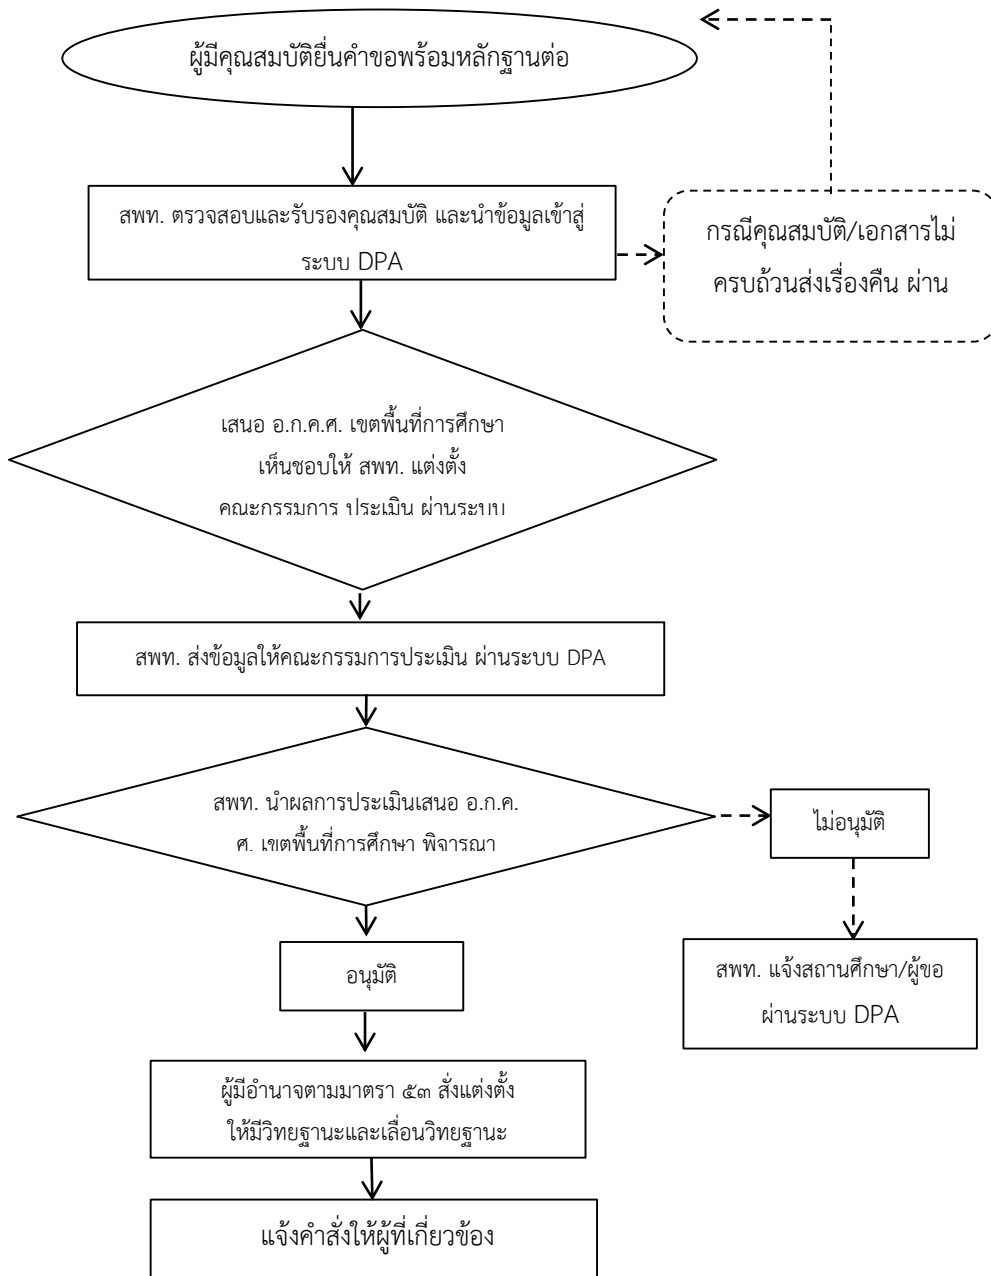 ผู้มีคุณสมบัติยื่นคำขอพร้อมหลักฐานต่อ
สพท. ตรวจสอบและรับรองคุณสมบัติ และนำข้อมูลเข้าสู่
ระบบ DPA
กรณีคุณสมบัติ/เอกสารไม่
ครบถ้วนส่งเรื่องคืน ผ่าน
เสนอ อ.ก.ค.ศ. เขตพื้นที่การศึกษา
เห็นชอบให้ สพท. แต่งตั้ง
คณะกรรมการ ประเมิน ผ่านระบบ
สพท. ส่งข้อมูลให้คณะกรรมการประเมิน ผ่านระบบ DPA
สพท. นำผลการประเมินเสนอ อ.ก.ค.
ศ. เขตพื้นที่การศึกษา พิจารณา
ไม่อนุมัติ
อนุมัติ
สพท. แจ้งสถานศึกษา/ผู้ขอ
ผ่านระบบ DPA
ผู้มีอำนาจตามมาตรา ๕๓ สั่งแต่งตั้ง
ให้มีวิทยฐานะและเลื่อนวิทยฐานะ
แจ้งคำสั่งให้ผู้ที่เกี่ยวข้อง